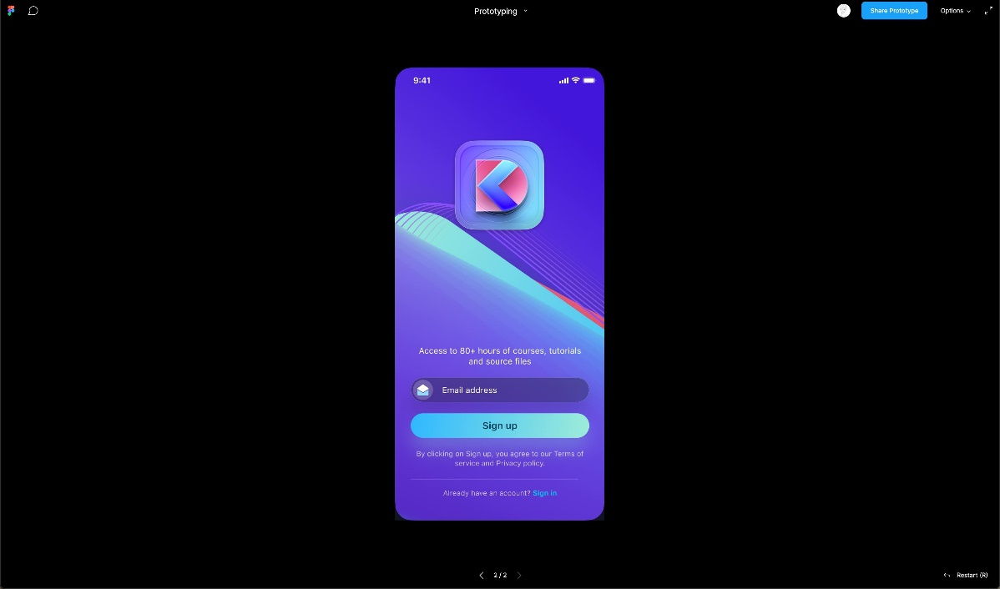 Prototyping
Share Prototype
Options
9:41
Access to 80+ hours of courses, tutorials
and source files
Email address
Sign up
By clicking on Sign up, you agree to our Terms of
service and Privacy policy.
Already have an account? Sign in
2 / 2
Restart (R)